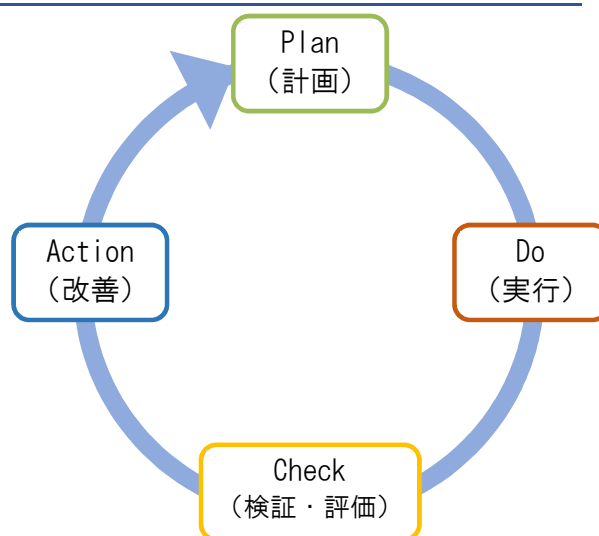 Plan
（計画）
Do
（実行）
Check
（検証・評価）
Action
（改善）